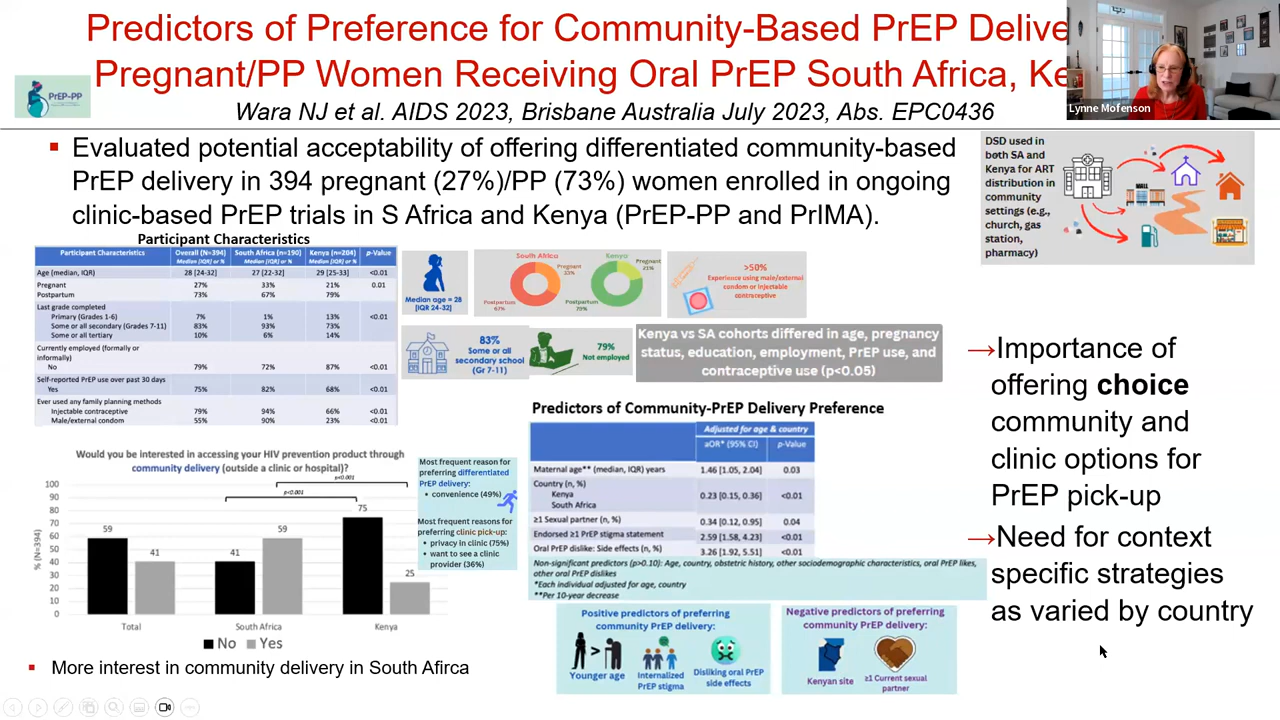 Predictors of Preference for Community-Based PrEP Delive
Pregnant/PP Women Receiving Oral PrEP South Africa, Ke
PrEP-PP
Wara NJ et al. AIDS 2023, Brisbane Australia July 2023, Abs. EPC0436
Lynne Mofenson
▪ Evaluated potential acceptability of offering differentiated community-based
PrEP delivery in 394 pregnant (27%)/PP (73%) women enrolled in ongoing
clinic-based PrEP trials in S Africa and Kenya (PrEP-PP and PrIMA).
DSD used in
both SA and
Kenya for ART
distribution in
community
settings (e.g.,
church, gas
station,
pharmacy)
MALL
Participant Characteristics
Participant Characteristics Overall (N=394) South Africa (n=190) Kenya (n=204) p-Value
Median [IQR] or % Median [IQR] or % Median [IQR] or %
Age (median, IQR) 28 [24-32] 27 [22-32] 29 [25-33] <0.01
Pregnant 27% 33% 21% 0.01
Postpartum 73% 67% 79%
Last grade completed
Primary (Grades 1-6) 7% 1% 13% <0.01
Some or all secondary (Grades 7-11) 83% 93% 73%
Some or all tertiary 10% 6% 14%
Currently employed (formally or
informally)
No 79% 72% 87% <0.01
Self-reported PrEP use over past 30 days
Yes 75% 82% 68% <0.01
Ever used any family planning methods
Injectable contraceptive 79% 94% 66% <0.01
Male/external condom 55% 90% 23% <0.01
Median age = 28
[IQR 24-32]
South Africa
Pregnant
33%
Postpartum
67%
Kenya
Pregnant
21%
Postpartum
79%
>50%
Experience using male/external
condom or injectable
contraceptive
83%
Some or all
secondary school
(Gr 7-11)
79%
Not employed
Kenya vs SA cohorts differed in age, pregnancy
status, education, employment, PrEP use, and
contraceptive use (p<0.05)
Would you be interested in accessing your HIV prevention product through
community delivery (outside a clinic or hospital)?
% (N=394)
100
90
80
70
60
50
40
30
20
10
0
p<0.001
p<0.001
59
41
41
59
75
25
Total South Africa Kenya
No Yes
Most frequent reason for
preferring differentiated
PrEP delivery:
• convenience (49%)
Most frequent reasons for
preferring clinic pick-up:
• privacy in clinic (75%)
• want to see a clinic
provider (36%)
Predictors of Community-PrEP Delivery Preference
Adjusted for age & country
aOR* (95% CI) p-Value
Maternal age** (median, IQR) years 1.46 [1.05, 2.04] 0.03
Country (n, %)
Kenya 0.23 [0.15, 0.36] <0.01
South Africa
≥1 Sexual partner (n, %) 0.34 [0.12, 0.95] 0.04
Endorsed ≥1 PrEP stigma statement 2.59 [1.58, 4.23] <0.01
Oral PrEP dislike: Side effects (n, %) 3.26 [1.92, 5.51] <0.01
Non-significant predictors (p>0.10): Age, country, obstetric history, other sociodemographic characteristics, oral PrEP likes,
other oral PrEP dislikes
*Each individual adjusted for age, country
**Per 10-year decrease
Positive predictors of preferring
community PrEP delivery:
Younger age
Internalized
PrEP stigma
Disliking oral PrEP
side effects
Negative predictors of preferring
community PrEP delivery:
Kenyan site
≥1 Current sexual
partner
→Importance of
offering choice
community and
clinic options for
PrEP pick-up
→Need for context
specific strategies
as varied by country
▪ More interest in community delivery in South Afirca